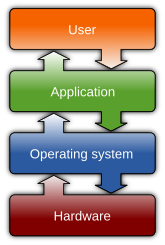 User
Application
Operating system
Hardware